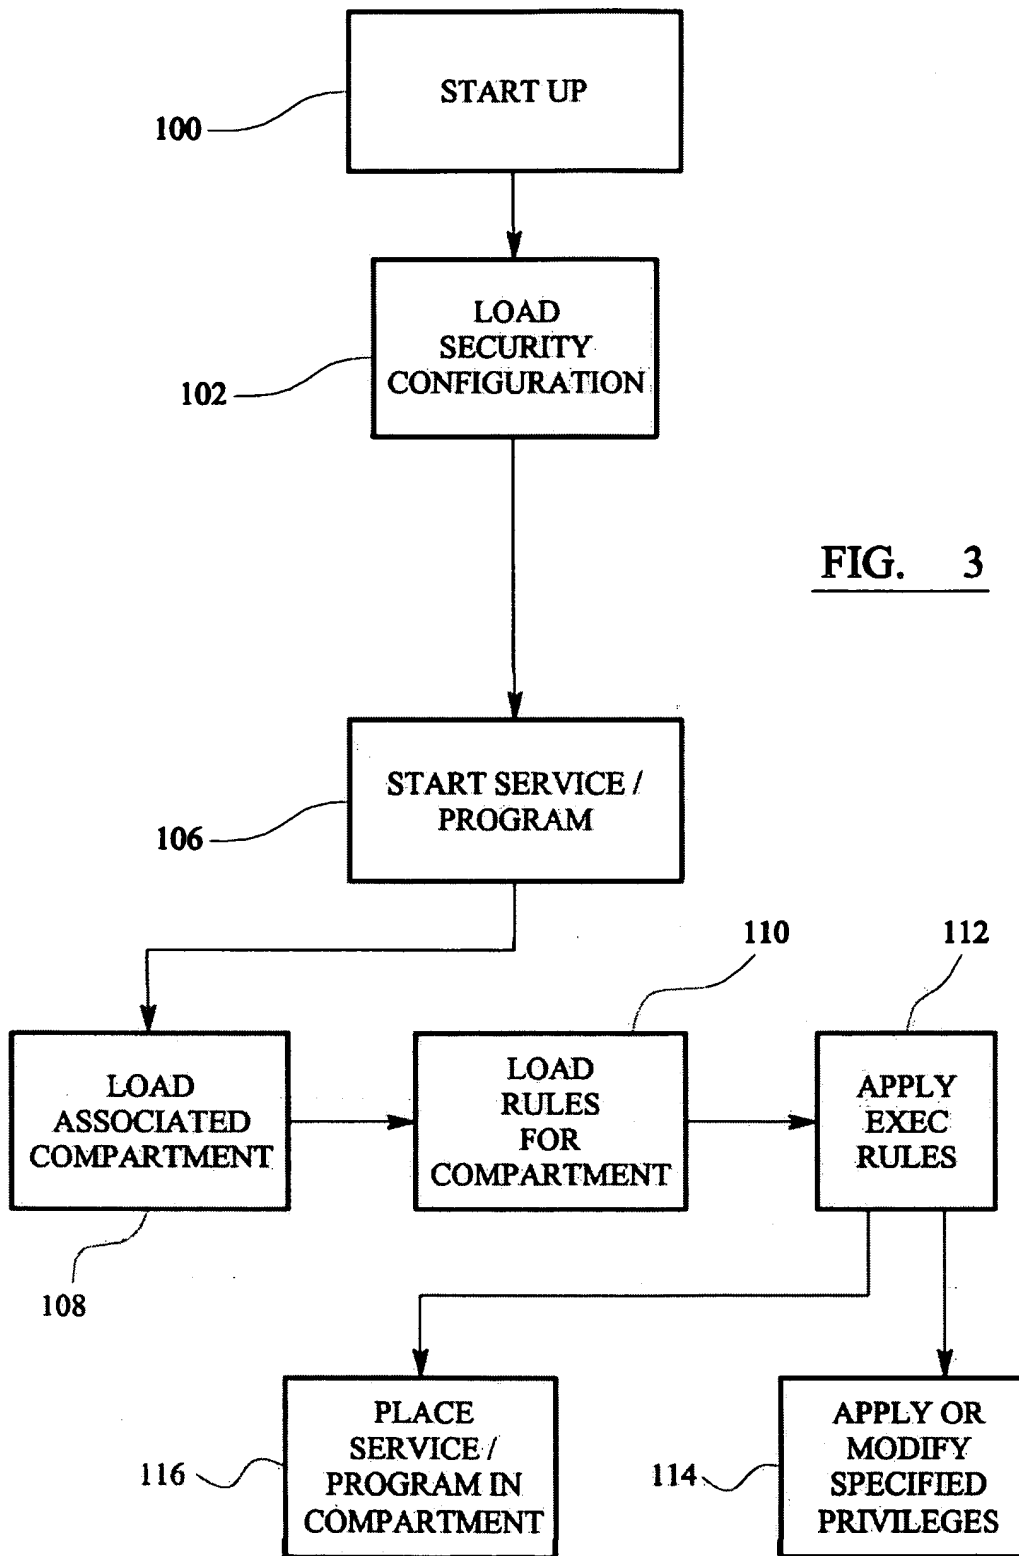 START UP
100
LOAD
SECURITY
CONFIGURATION
102
FIG. 3
START SERVICE /
PROGRAM
106
110
112
LOAD
ASSOCIATED
COMPARTMENT
LOAD
RULES
FOR
COMPARTMENT
APPLY
EXEC
RULES
108
PLACE
SERVICE /
PROGRAM IN
COMPARTMENT
116
APPLY OR
MODIFY
SPECIFIED
PRIVILEGES
114